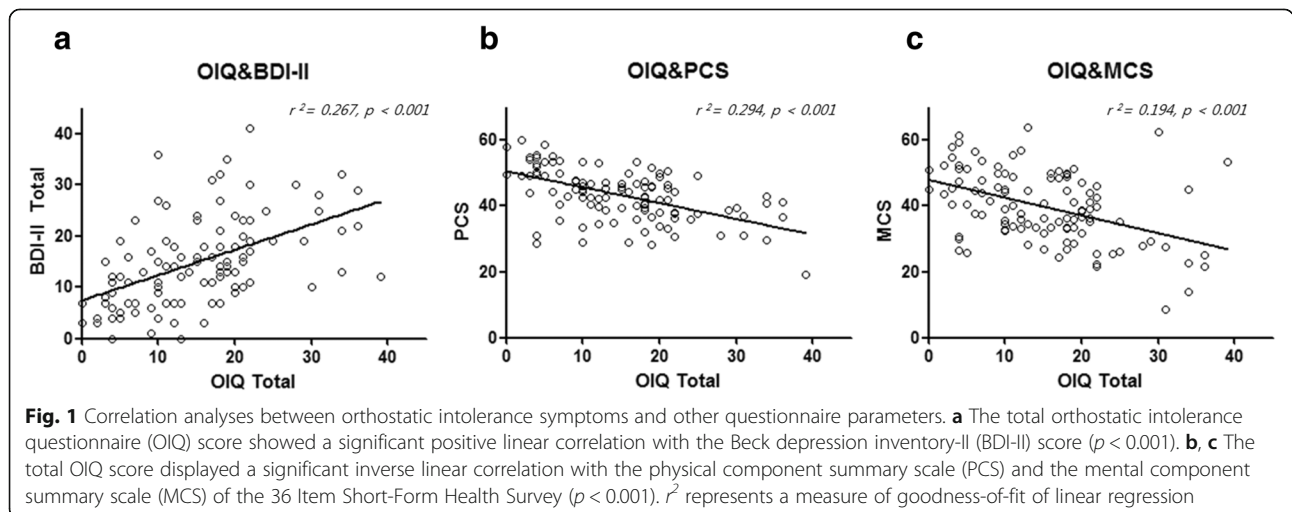 a
OIQ&BDI-II
r² = 0.267, p < 0.001
BDI-II Total
40
30
20
10
0
0 10 20 30 40
OIQ Total
b
OIQ&PCS
r² = 0.294, p < 0.001
PCS
60
40
20
0
0 10 20 30 40
OIQ Total
c
OIQ&MCS
r² = 0.194, p < 0.001
MCS
60
40
20
0
0 10 20 30 40
OIQ Total
Fig. 1 Correlation analyses between orthostatic intolerance symptoms and other questionnaire parameters. a The total orthostatic intolerance
questionnaire (OIQ) score showed a significant positive linear correlation with the Beck depression inventory-II (BDI-II) score (p < 0.001). b, c The
total OIQ score displayed a significant inverse linear correlation with the physical component summary scale (PCS) and the mental component
summary scale (MCS) of the 36 Item Short-Form Health Survey (p < 0.001). r² represents a measure of goodness-of-fit of linear regression